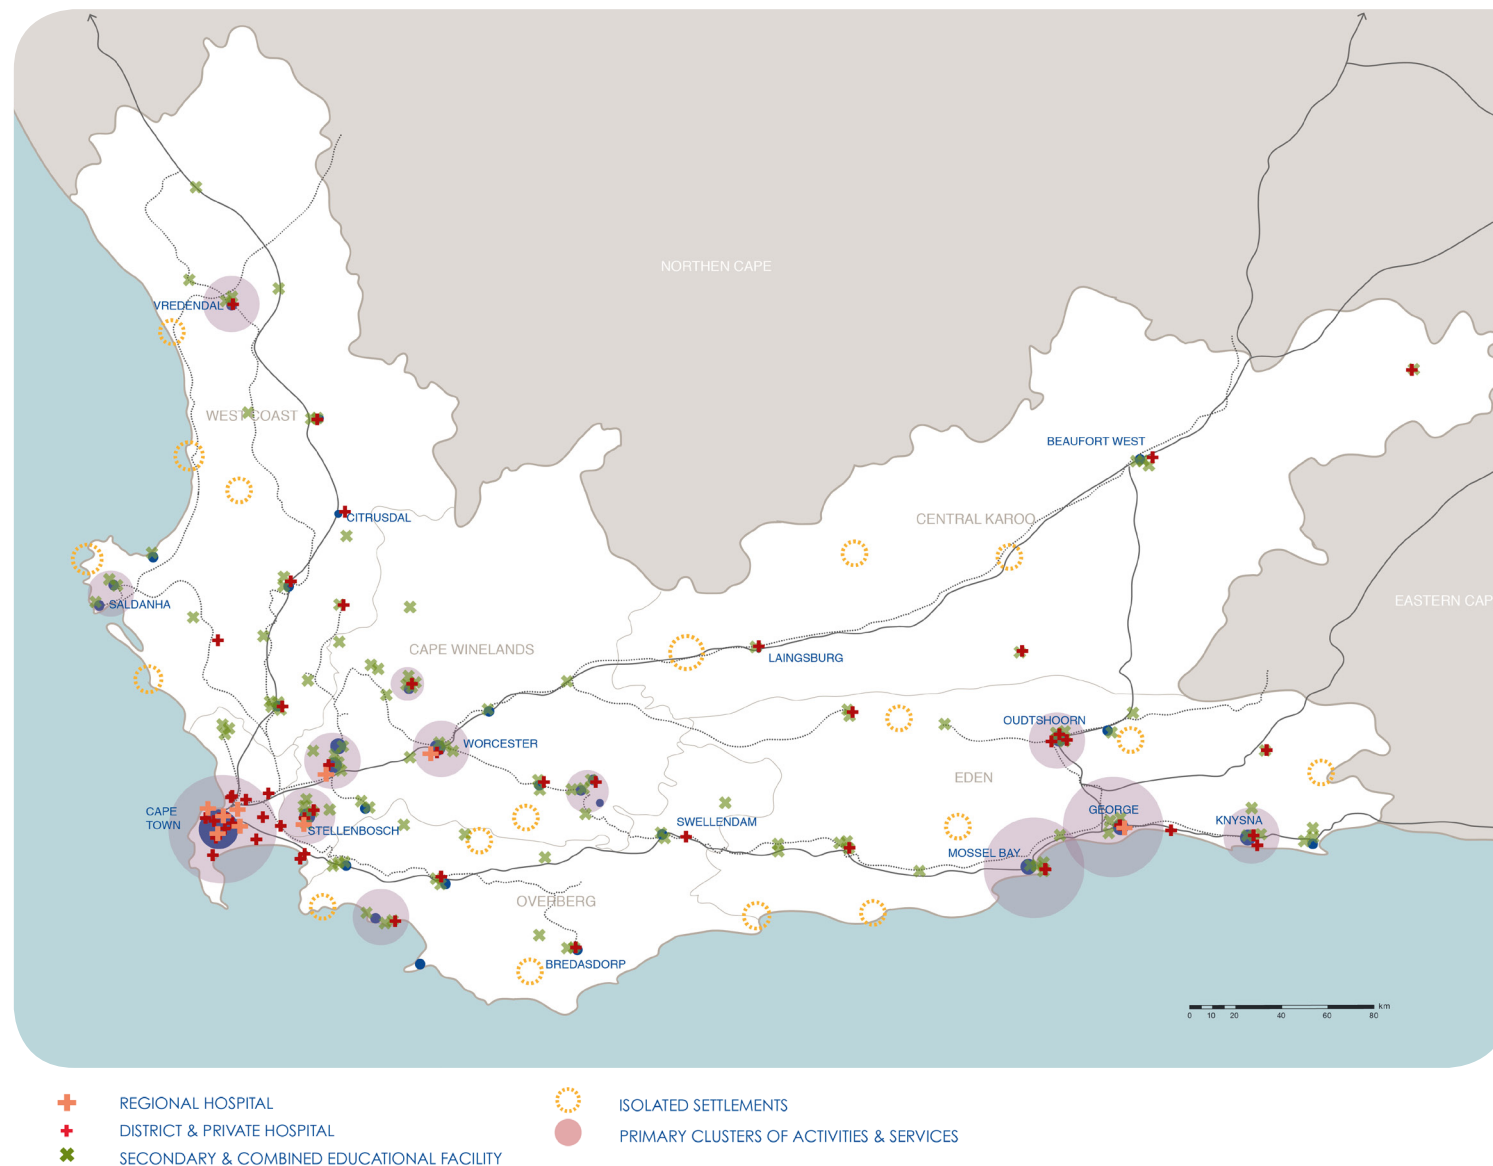 NORTHEN CAPE
VREDENDAL
WEST COAST
BEAUFORT WEST
CITRUSDAL
CENTRAL KAROO
EASTERN CAP
SALDANHA
CAPE WINELANDS
LAINGSBURG
OUDTSHOORN
WORCESTER
EDEN
CAPE
TOWN
GEORGE
STELLENBOSCH
SWELLENDAM
KNYSNA
MOSSEL BAY
OVERBERG
BREDASDORP
km
0 10 20 40 60 80
REGIONAL HOSPITAL
DISTRICT & PRIVATE HOSPITAL
SECONDARY & COMBINED EDUCATIONAL FACILITY
ISOLATED SETTLEMENTS
PRIMARY CLUSTERS OF ACTIVITIES & SERVICES